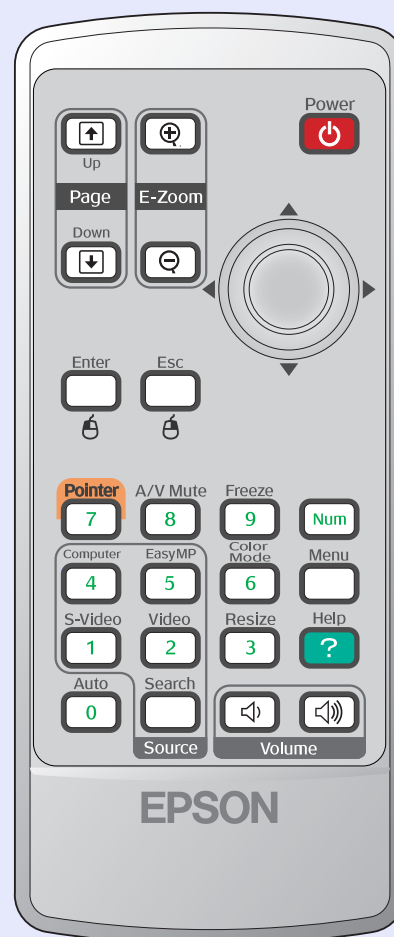 Power
Up
Page E-Zoom
Down
Enter Esc
Pointer A/V Mute Freeze
7 8 9 Num
Computer EasyMP Color Mode Menu
4 5 6
S-Video Video Resize Help
1 2 3 ?
Auto Search
0
Source Volume
EPSON